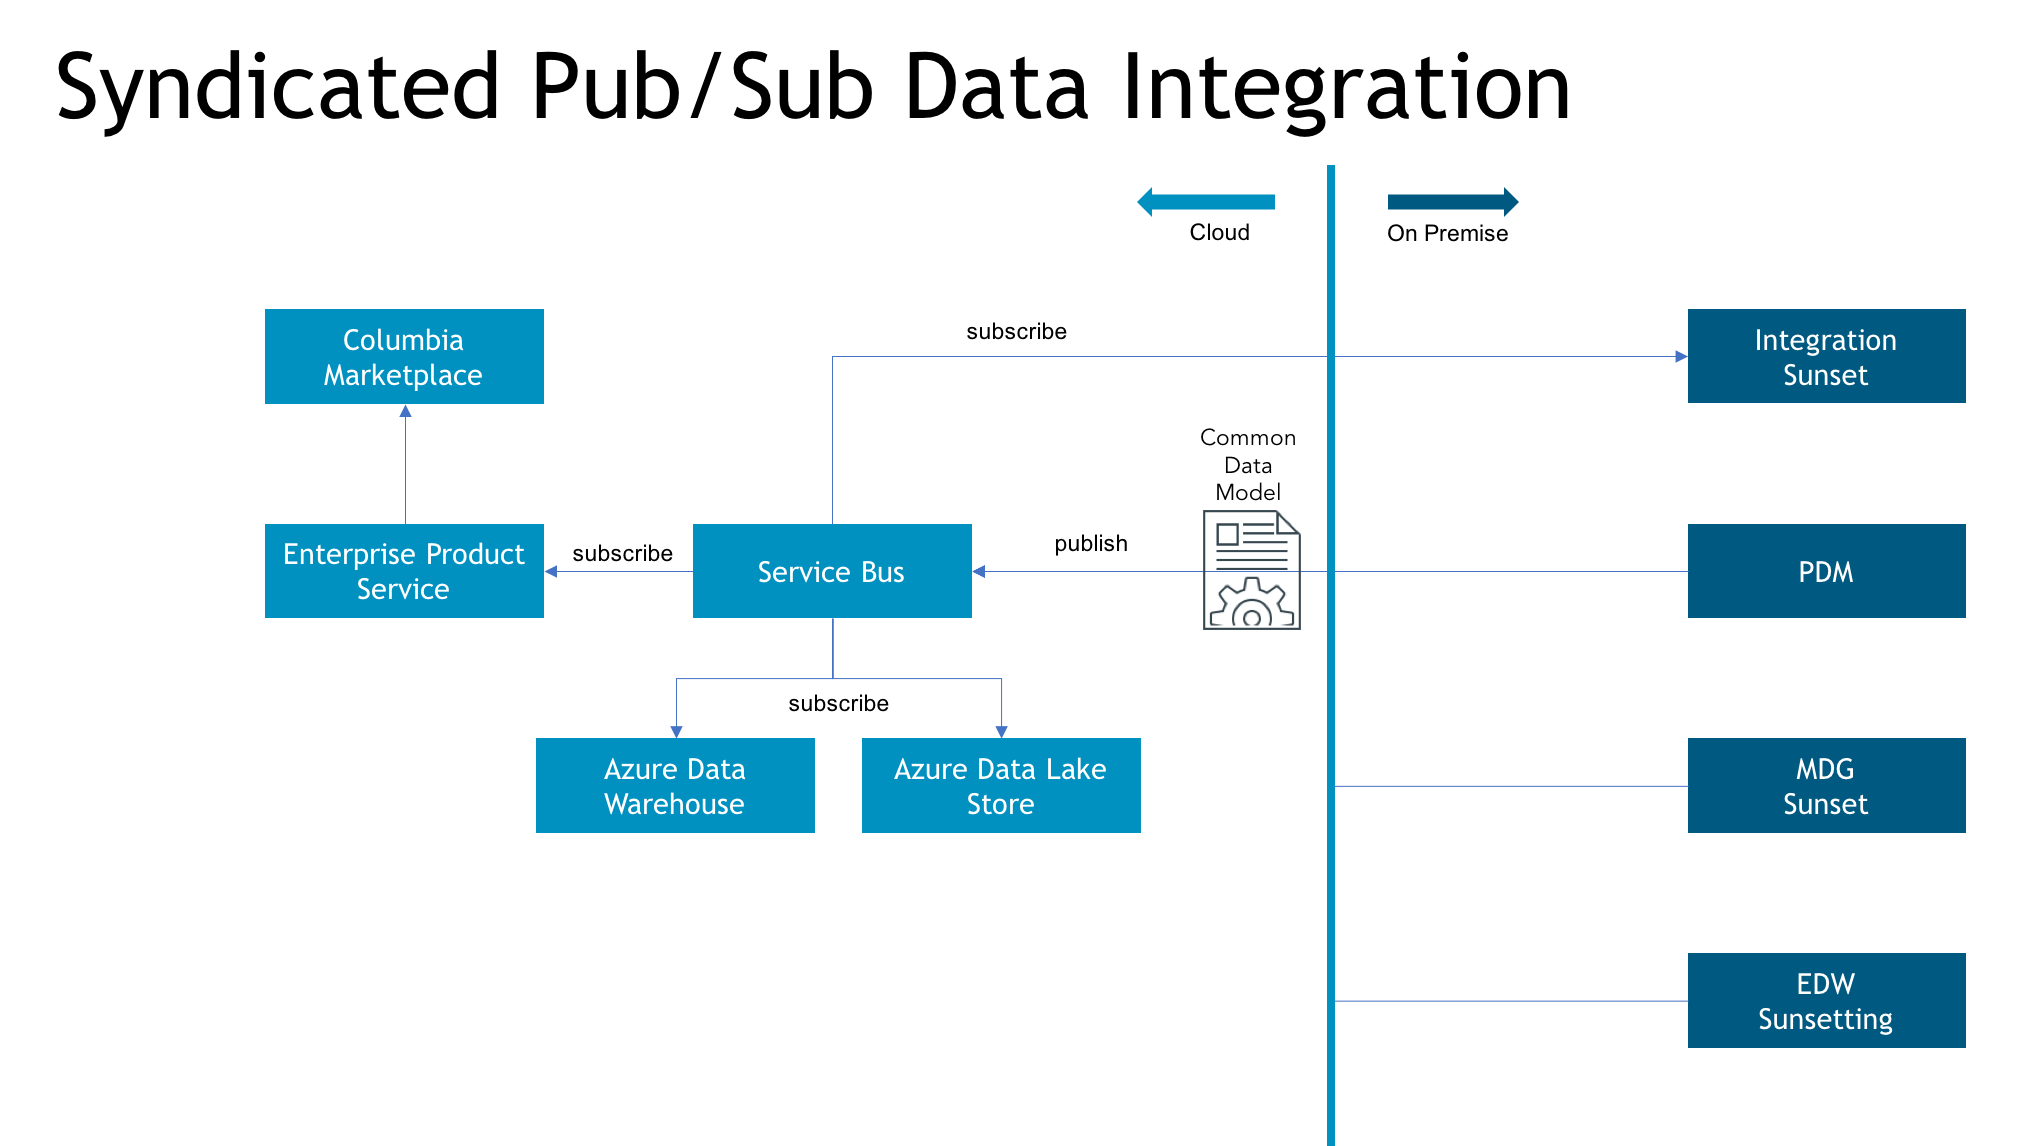 Syndicated Pub/Sub Data Integration
Cloud
On Premise
Columbia
Marketplace
subscribe
Integration
Sunset
Common
Data
Model
Enterprise Product
Service
subscribe
Service Bus
publish
PDM
subscribe
Azure Data
Warehouse
Azure Data Lake
Store
MDG
Sunset
EDW
Sunsetting